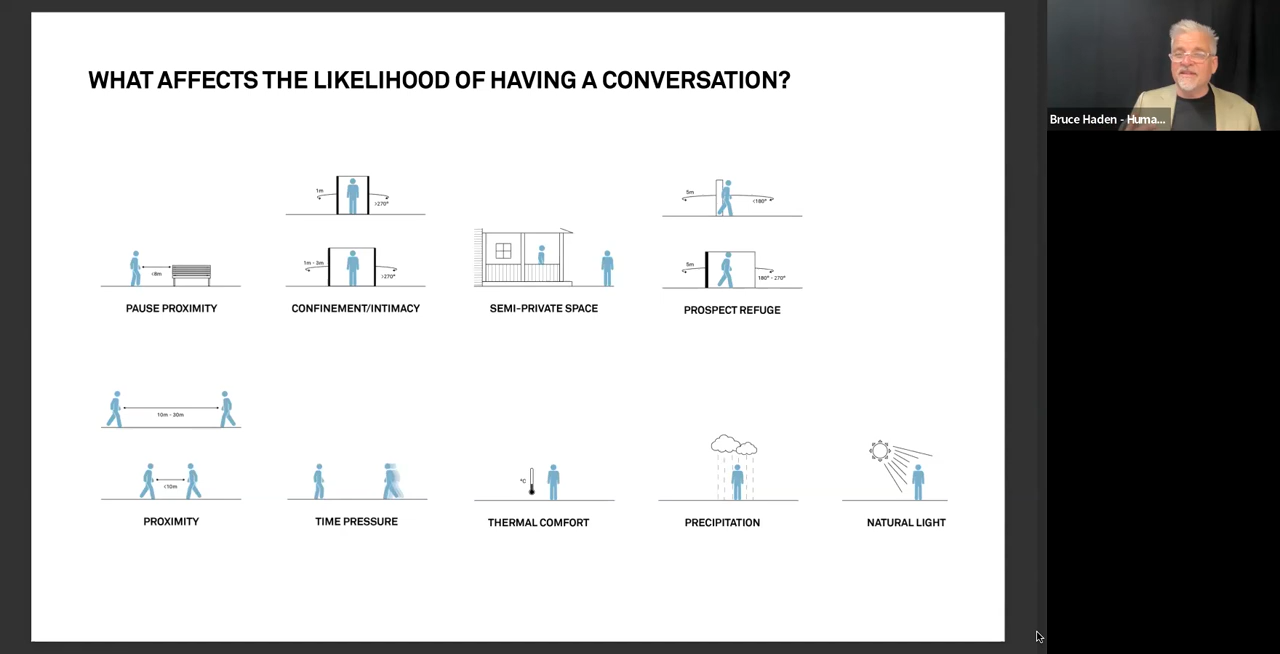 WHAT AFFECTS THE LIKELIHOOD OF HAVING A CONVERSATION?
Bruce Haden - Huma...
1m
>270°
5m
<180°
<8m
1m - 3m
>270°
5m
180° - 270°
PAUSE PROXIMITY
CONFINEMENT/INTIMACY
SEMI-PRIVATE SPACE
PROSPECT REFUGE
10m - 30m
<10m
°C
PROXIMITY
TIME PRESSURE
THERMAL COMFORT
PRECIPITATION
NATURAL LIGHT